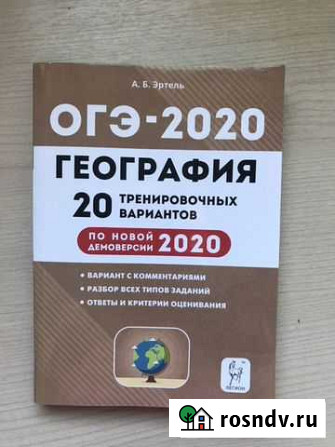 А. Б. Эртель
ОГЭ-2020
ГЕОГРАФИЯ
20 ТРЕНИРОВОЧНЫХ
ВАРИАНТОВ
ПО НОВОЙ
ДЕМОВЕРСИИ 2020
• ВАРИАНТ С КОММЕНТАРИЯМИ
• РАЗБОР ВСЕХ ТИПОВ ЗАДАНИЙ
• ОТВЕТЫ И КРИТЕРИИ ОЦЕНИВАНИЯ
ЛЕГИОН
rosndv.ru